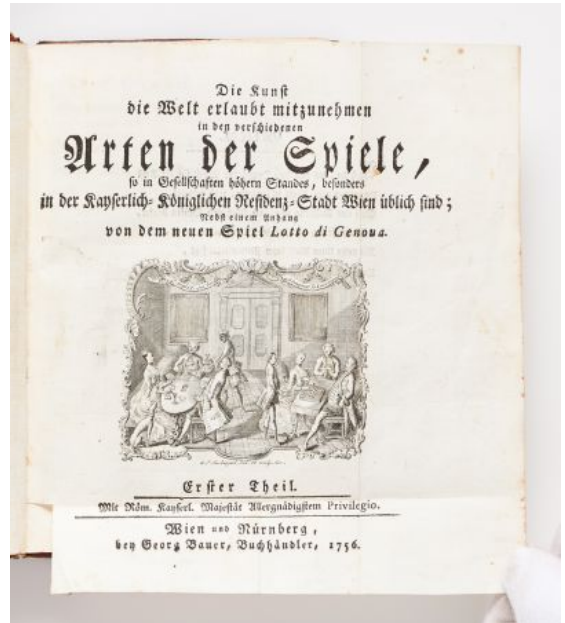 Die Kunst
die Welt erlaubt mitzunehmen
in den verschiedenen
Arten der Spiele,
so in Gesellschaften höhern Standes, besonders
in der Kayserlich-Königlichen Residenz-Stadt Wien üblich sind;
Nebst einem Anhang
von dem neuen Spiel Lotto di Genova.
Erster Theil.
Mit Röm. Kayserl. Majestät Allergnädigstem Privilegio.
Wien und Nürnberg,
bey Georg Bauer, Buchhändler, 1756.